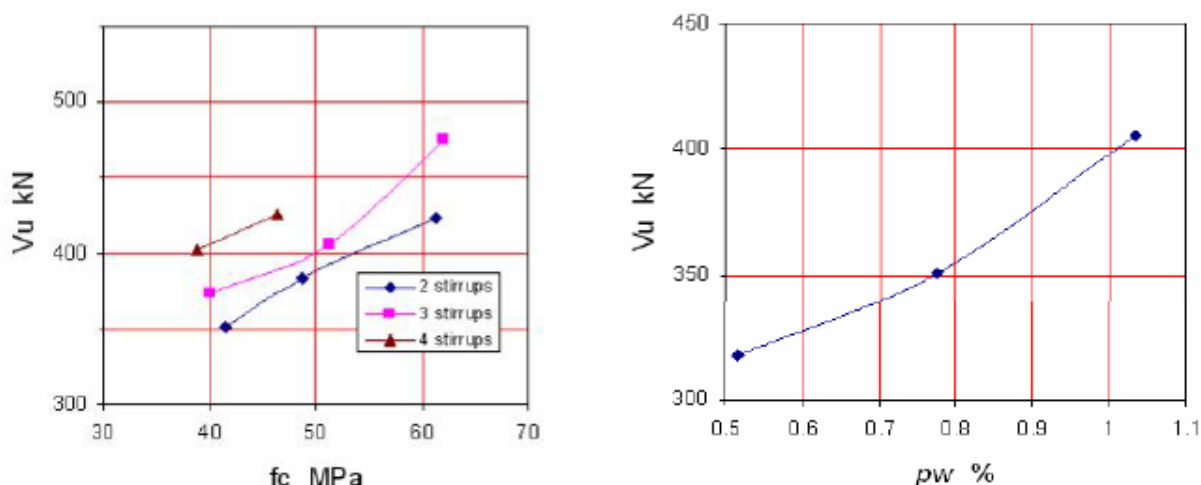 500
400
300
Vu kN
30 40 50 60 70
fc MPa
2 stirrups
3 stirrups
4 stirrups
450
400
350
300
Vu kN
0.5 0.6 0.7 0.8 0.9 1 1.1
pw %